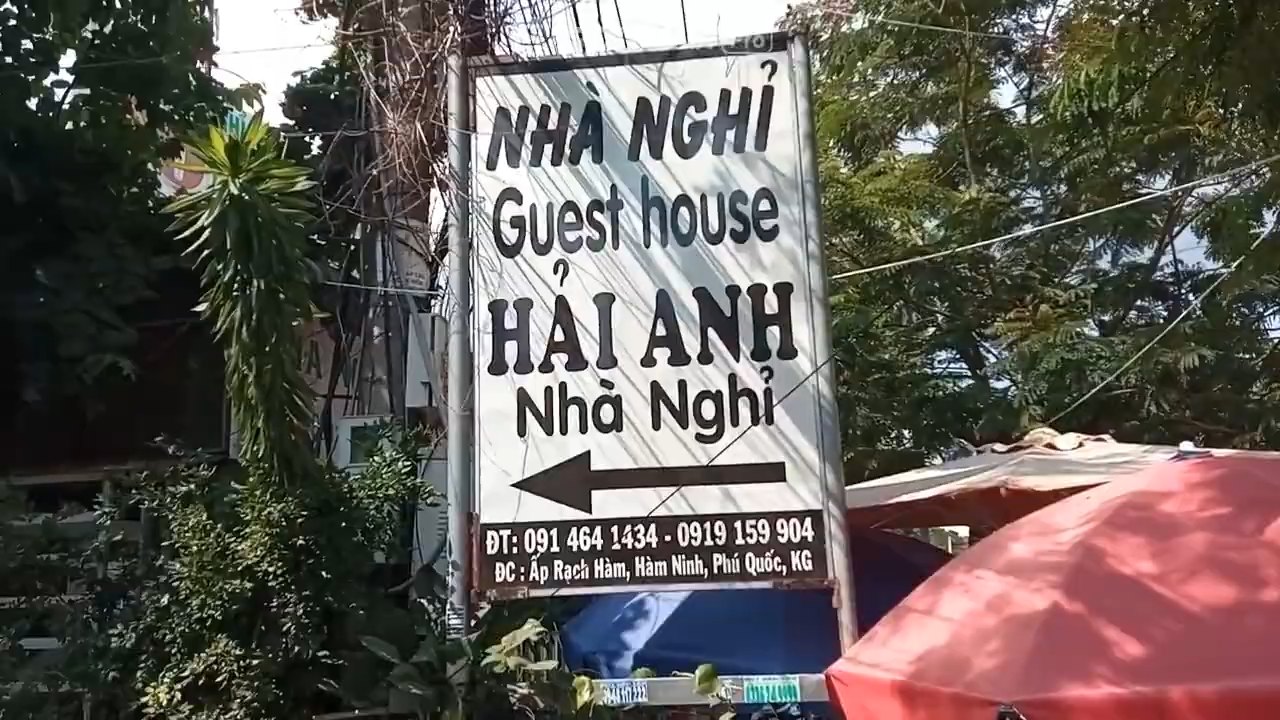 NHÀ NGHỈ
Guest house
HẢI ANH
Nhà Nghỉ
ĐT: 091 464 1434 - 0919 159 904
ĐC : Ấp Rạch Hàm, Hàm Ninh, Phú Quốc, KG